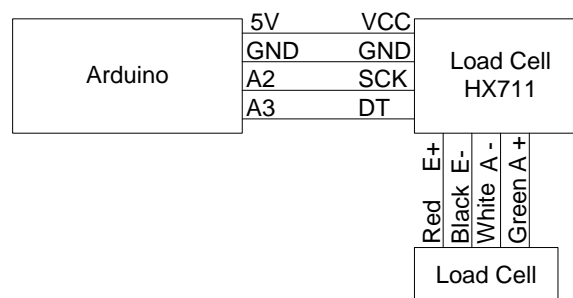 5V VCC
GND GND
Arduino
A2 SCK
A3 DT
Load Cell
HX711
Red E+
Black E-
White A -
Green A +
Load Cell